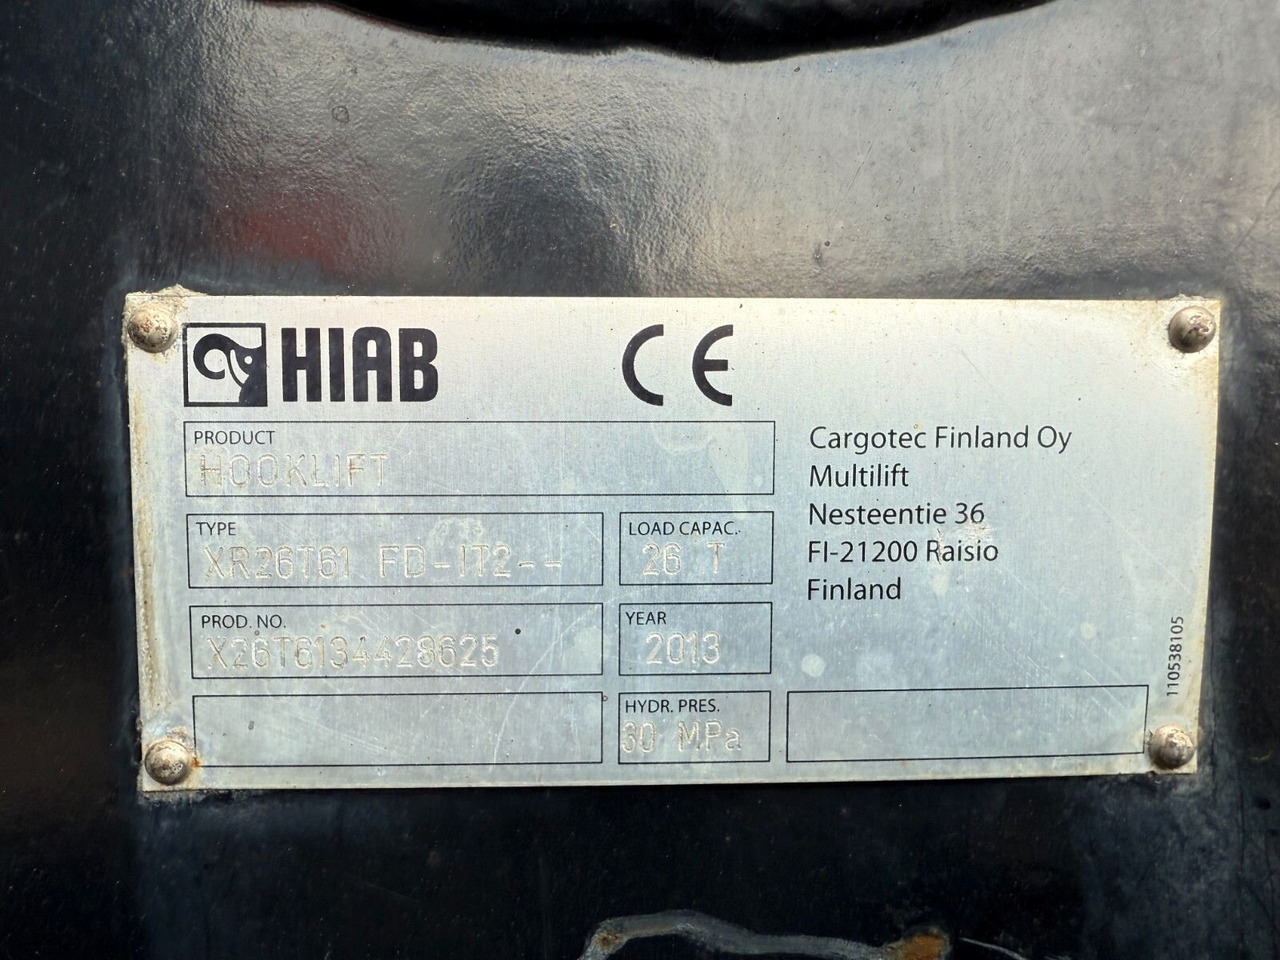 HIAB CE
PRODUCT
HOOKLIFT
TYPE
XR26T61 FD-IT2--
LOAD CAPAC.
26 T
PROD. NO.
X26T6134428625
YEAR
2013
HYDR. PRES.
30 MPa
Cargotec Finland Oy
Multilift
Nesteentie 36
FI-21200 Raisio
Finland
110538105